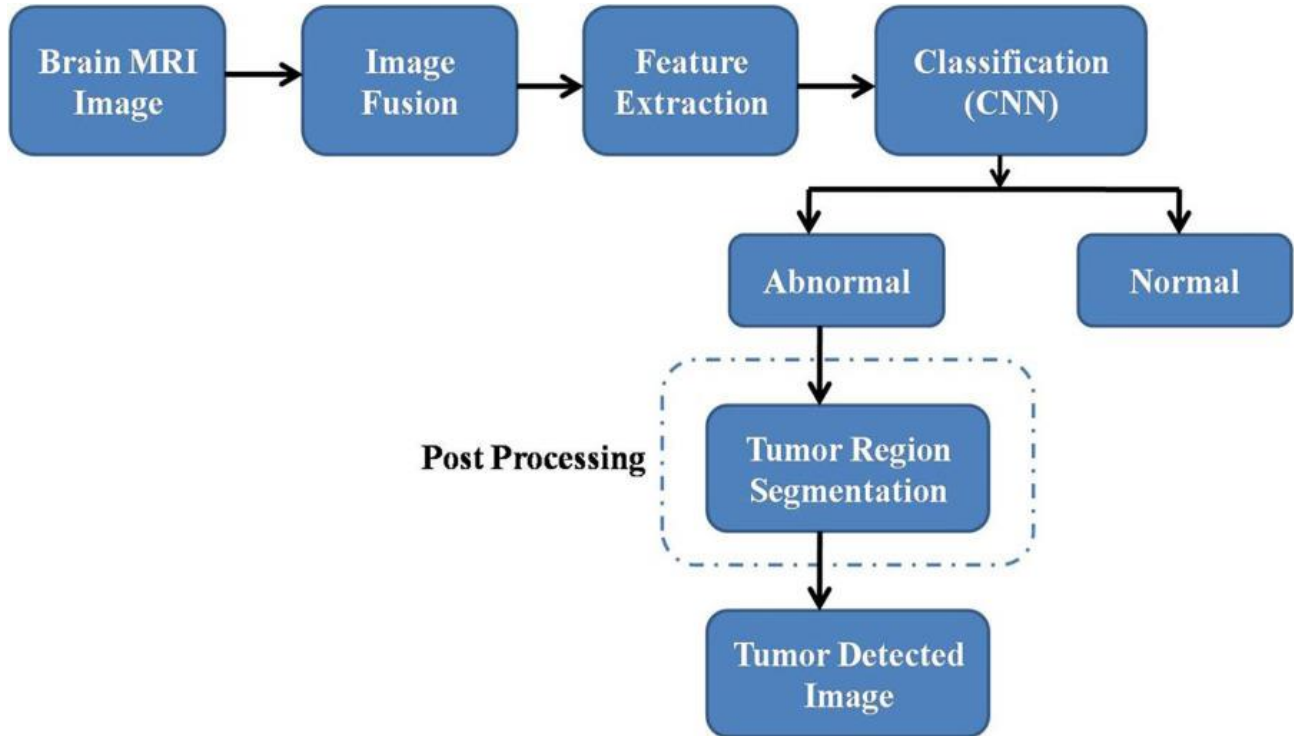 Brain MRI
Image
Image
Fusion
Feature
Extraction
Classification
(CNN)
Abnormal
Normal
Post Processing
Tumor Region
Segmentation
Tumor Detected
Image